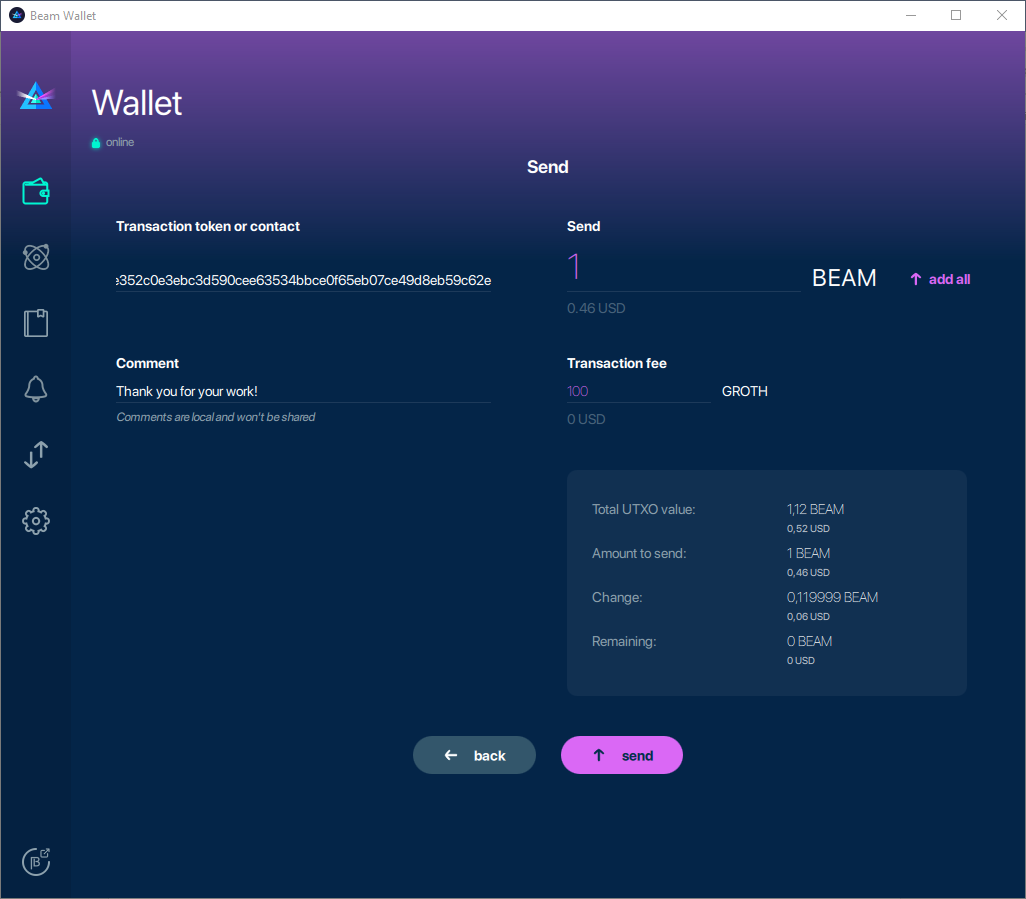 Beam Wallet
Wallet
online
Send
Transaction token or contact
e352c0e3ebc3d590cee63534bbce0f65eb07ce49d8eb59c62e
Send
1 BEAM add all
0.46 USD
Comment
Thank you for your work!
Comments are local and won't be shared
Transaction fee
100 GROTH
0 USD
Total UTXO value: 1,12 BEAM
0,52 USD
Amount to send: 1 BEAM
0,46 USD
Change: 0,119999 BEAM
0,06 USD
Remaining: 0 BEAM
0 USD
back
send